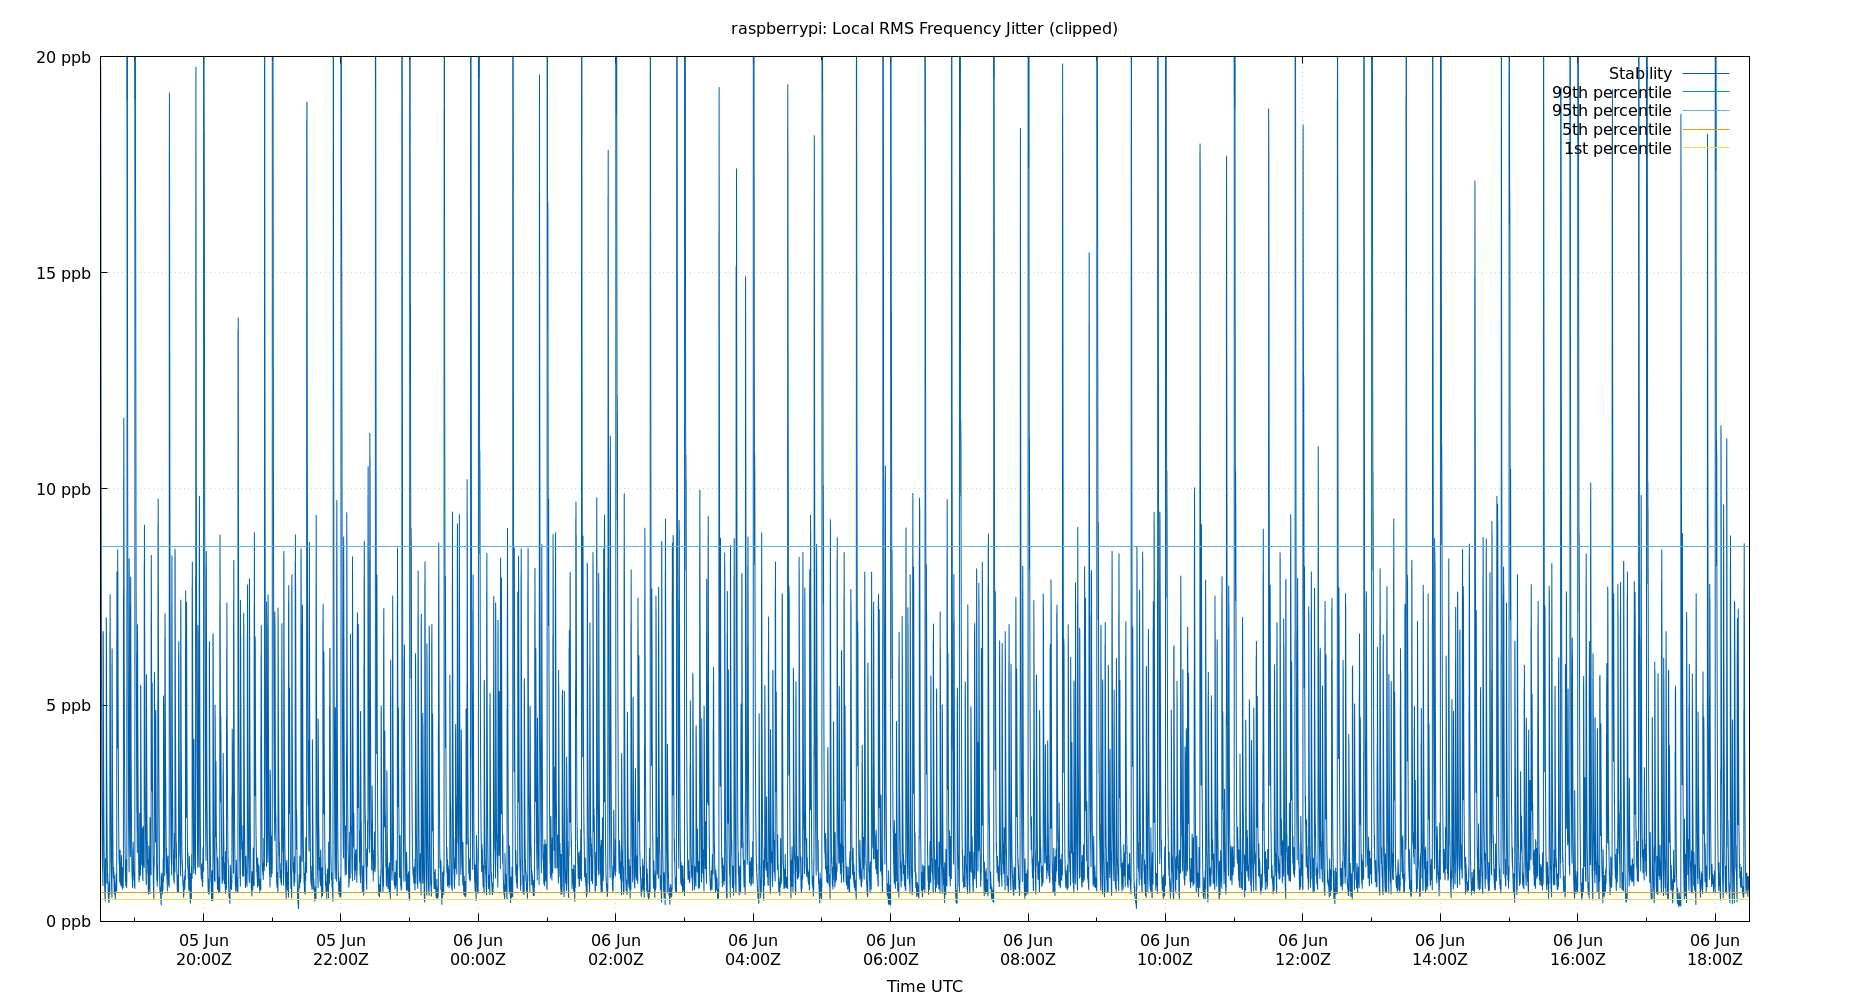 raspberrypi: Local RMS Frequency Jitter (clipped)
20 ppb
15 ppb
10 ppb
5 ppb
0 ppb
Stability
99th percentile
95th percentile
5th percentile
1st percentile
05 Jun 05 Jun 06 Jun 06 Jun 06 Jun 06 Jun 06 Jun 06 Jun 06 Jun 06 Jun 06 Jun 06 Jun
20:00Z 22:00Z 00:00Z 02:00Z 04:00Z 06:00Z 08:00Z 10:00Z 12:00Z 14:00Z 16:00Z 18:00Z
Time UTC